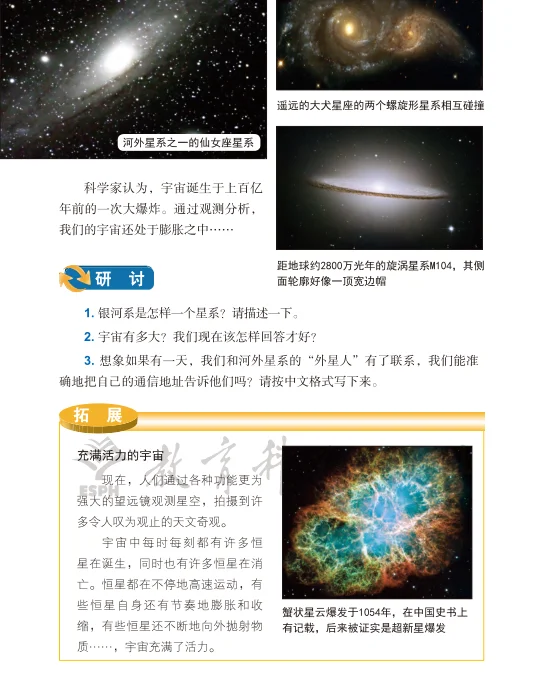 河外星系之一的仙女座星系
遥远的大犬星座的两个螺旋形星系相互碰撞
科学家认为，宇宙诞生于上百亿
年前的一次大爆炸。通过观测分析，
我们的宇宙还处于膨胀之中……
距地球约2800万光年的旋涡星系M104，其侧
面轮廓好像一顶宽边帽
研 讨
1. 银河系是怎样一个星系？请描述一下。
2. 宇宙有多大？我们现在该怎样回答才好？
3. 想象如果有一天，我们和河外星系的“外星人”有了联系，我们能准
确地把自己的通信地址告诉他们吗？请按中文格式写下来。
拓 展
充满活力的宇宙
现在，人们通过各种功能更为
强大的望远镜观测星空，拍摄到许
多令人叹为观止的天文奇观。
宇宙中每时每刻都有许多恒
星在诞生，同时也有许多恒星在消
亡。恒星都在不停地高速运动，有
些恒星自身还有节奏地膨胀和收
缩，有些恒星还不断地向外抛射物
质……，宇宙充满了活力。
蟹状星云爆发于1054年，在中国史书上
有记载，后来被证实是超新星爆发
ESPH
教育科